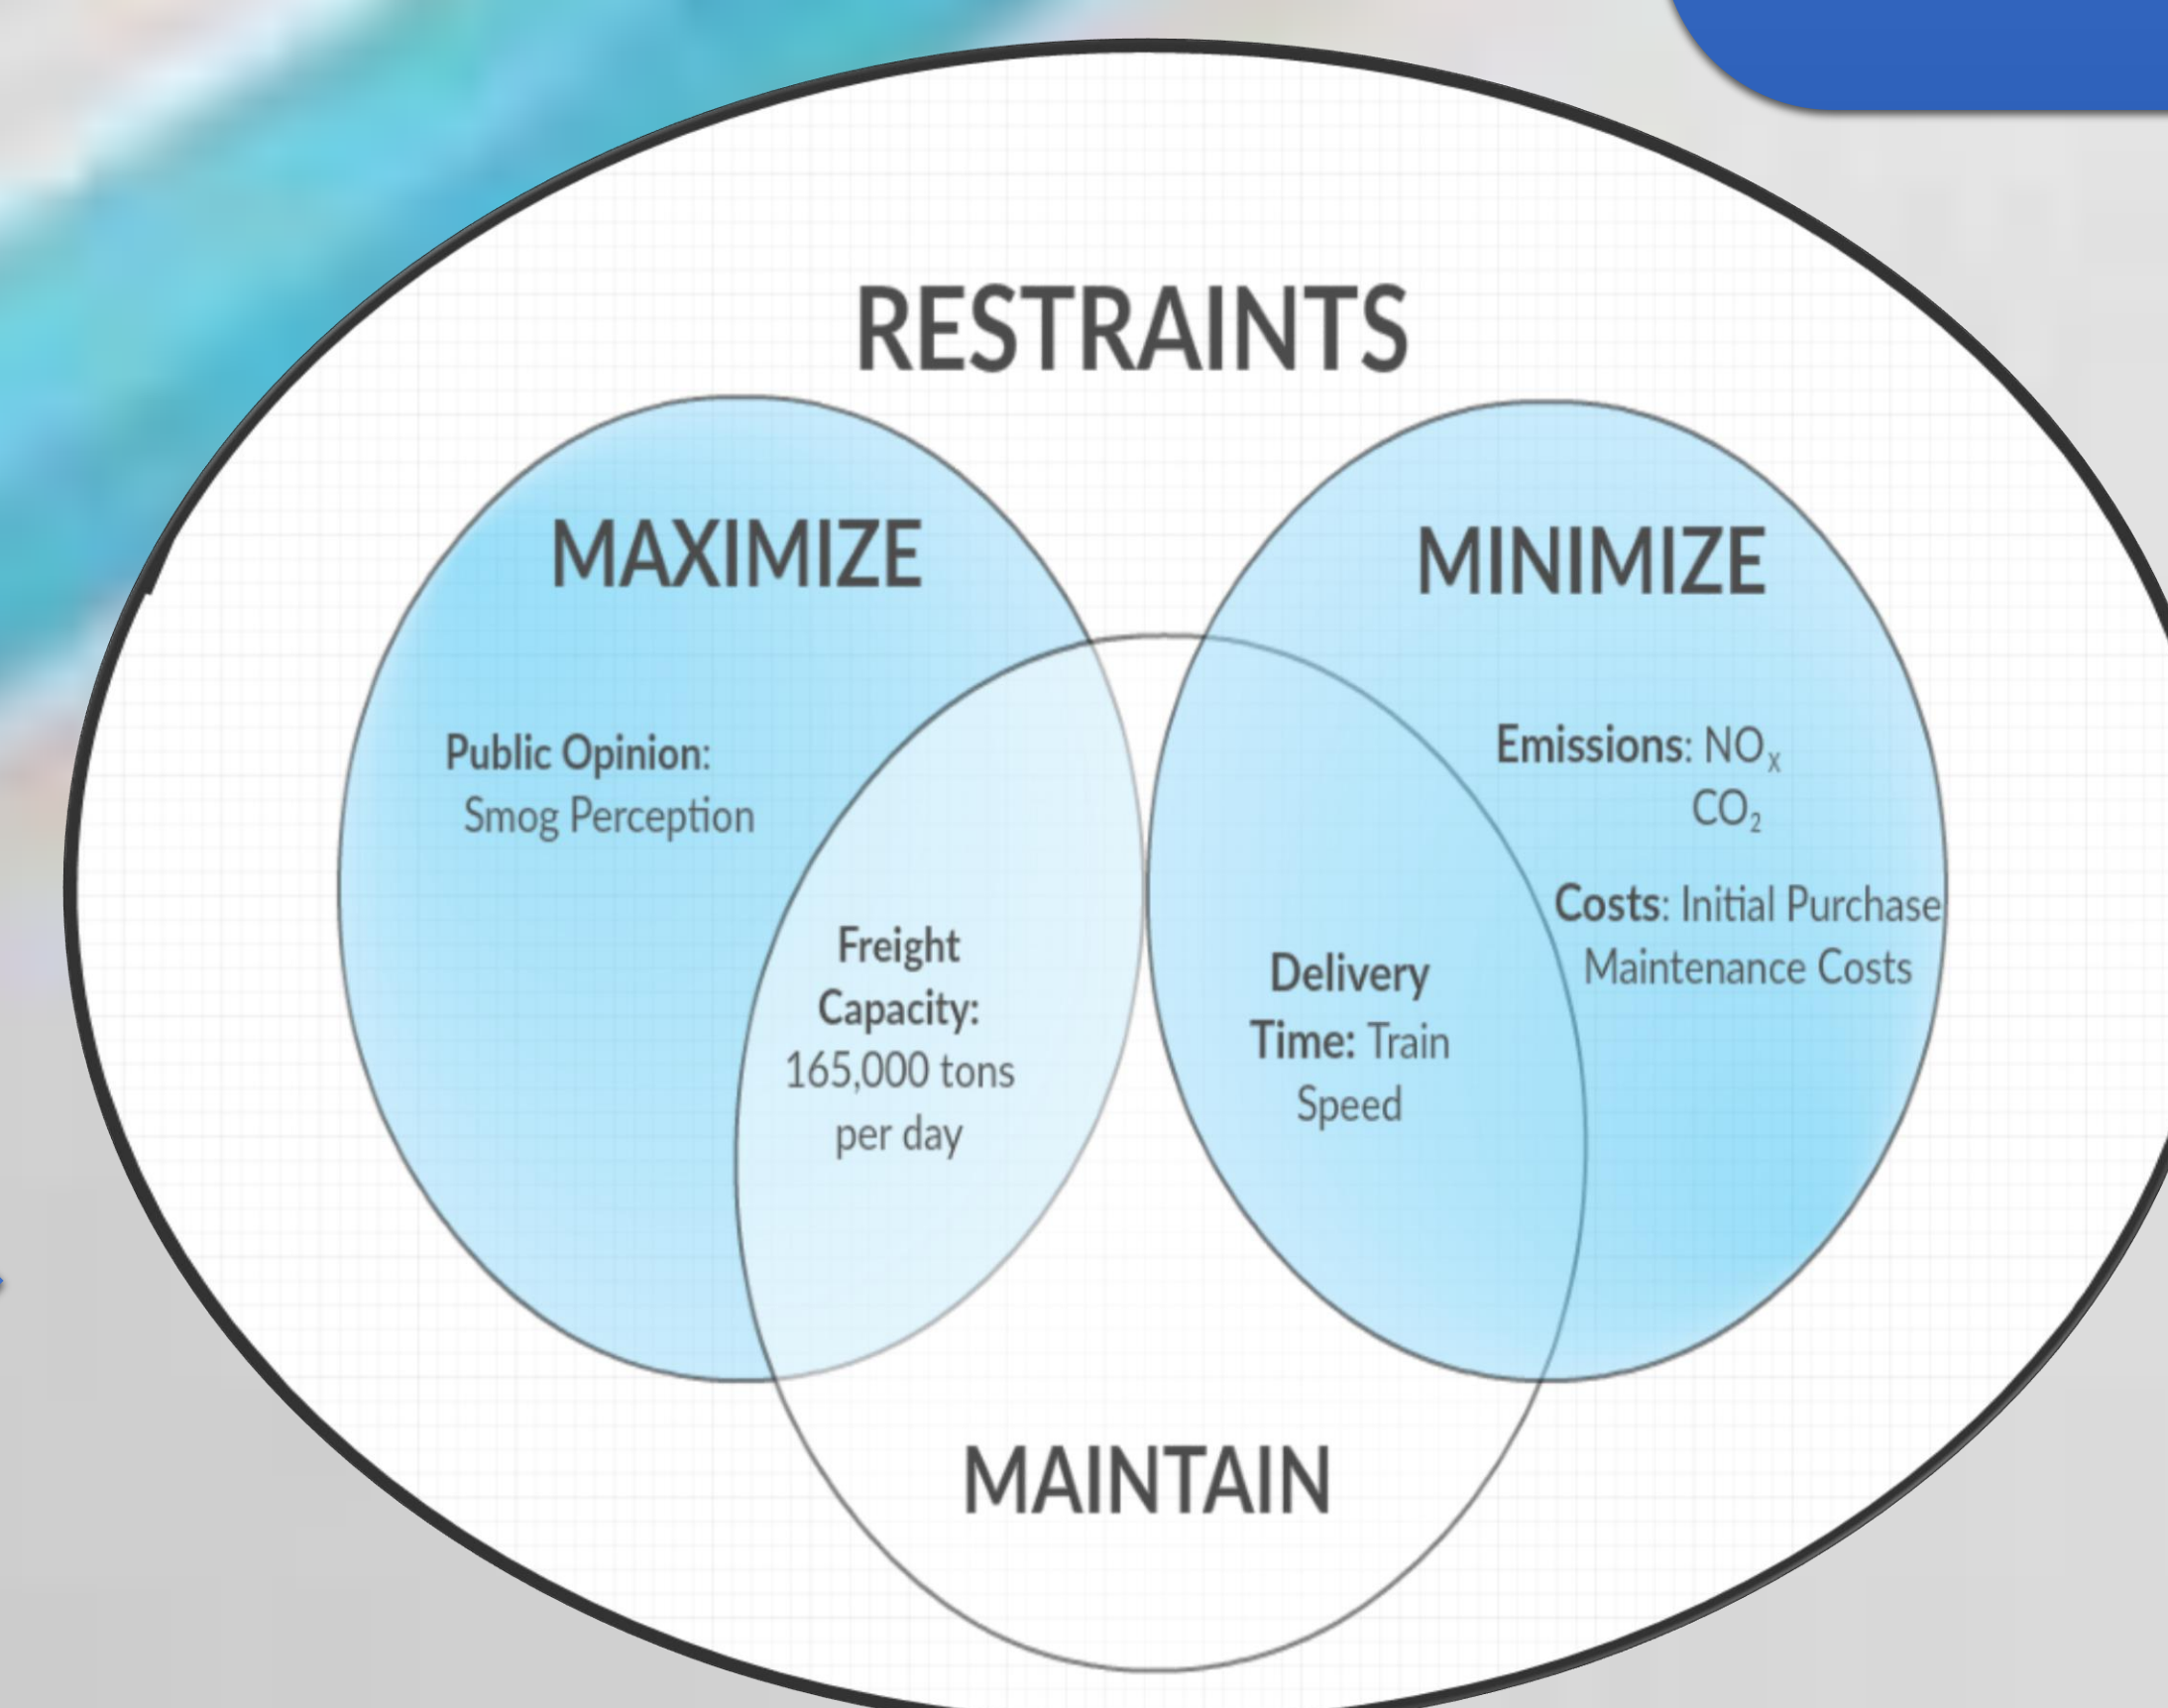 RESTRAINTS
MAXIMIZE
Public Opinion:
Smog Perception
Freight
Capacity:
165,000 tons
per day
MINIMIZE
Emissions: NOₓ
CO₂
Costs: Initial Purchase
Maintenance Costs
Delivery
Time: Train
Speed
MAINTAIN